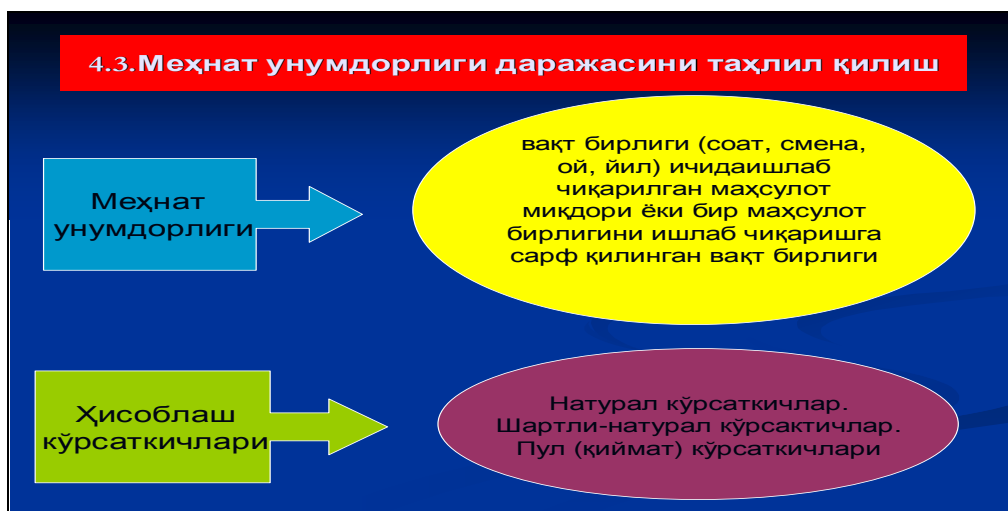 4.3.Меҳнат унумдорлиги даражасини таҳлил қилиш
Меҳнат
унумдорлиги
вақт бирлиги (соат, смена,
ой, йил) ичидаишлаб
чиқарилган маҳсулот
миқдори ёки бир маҳсулот
бирлигини ишлаб чиқаришга
сарф қилинган вақт бирлиги
Ҳисоблаш
кўрсаткичлари
Натурал кўрсаткичлар.
Шартли-натурал кўрсактичлар.
Пул (қиймат) кўрсаткичлари